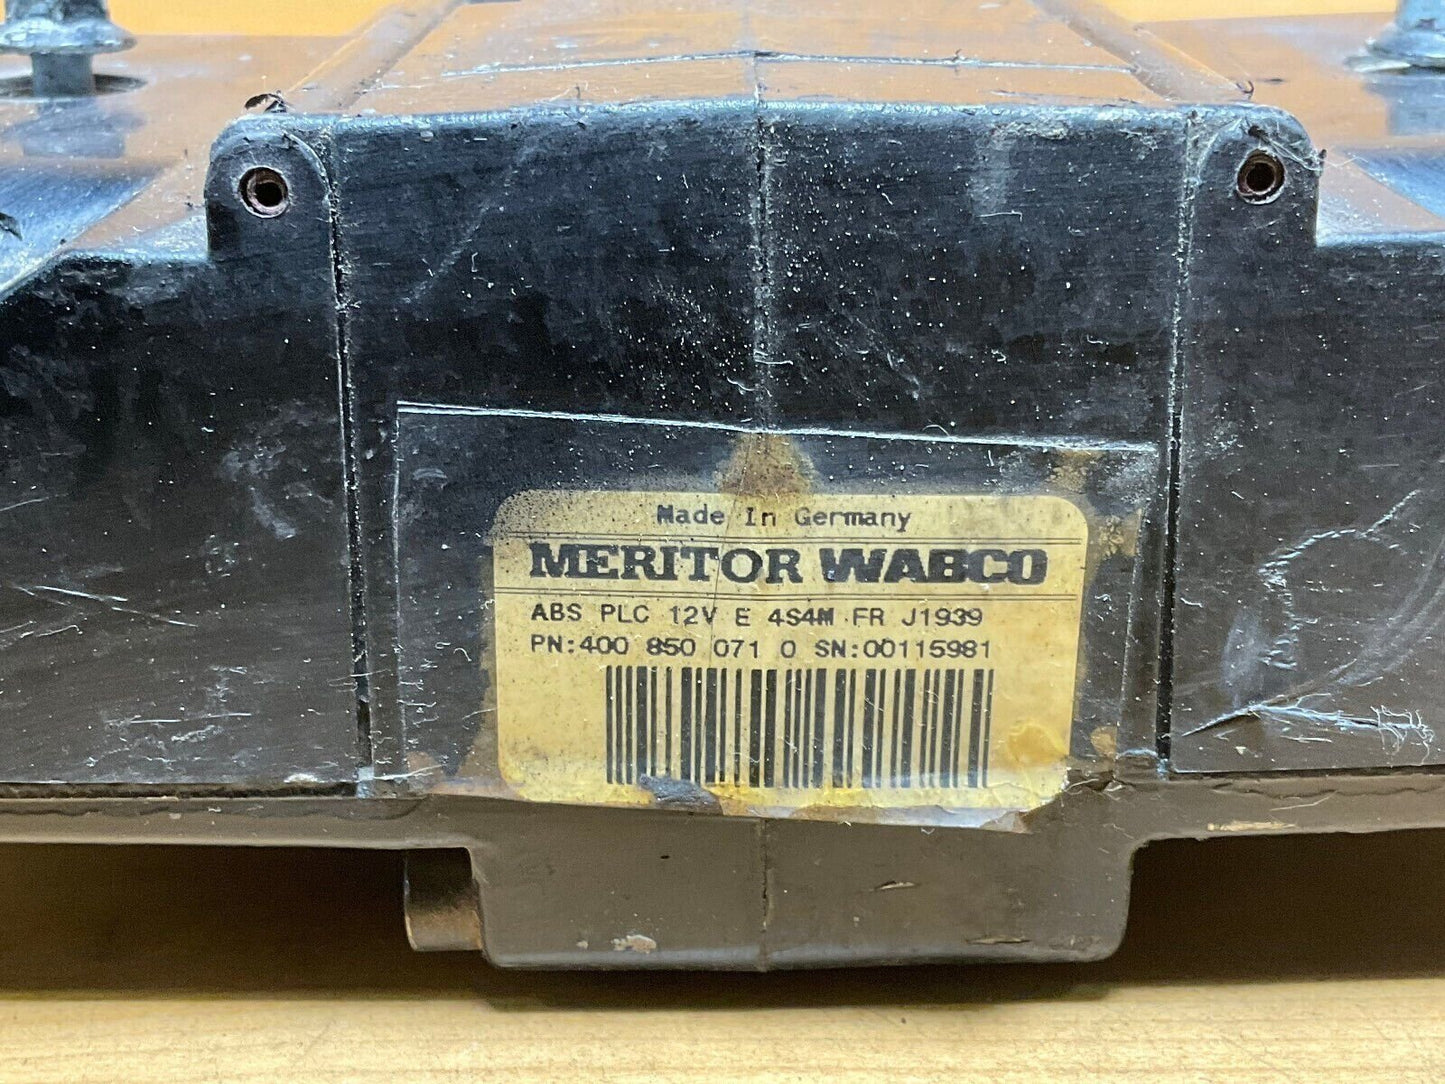 Made In Germany
MERITOR WABCO
ABS PLC 12V E 4S4M FR J1939
PN:400 850 071 0 SN:00115981